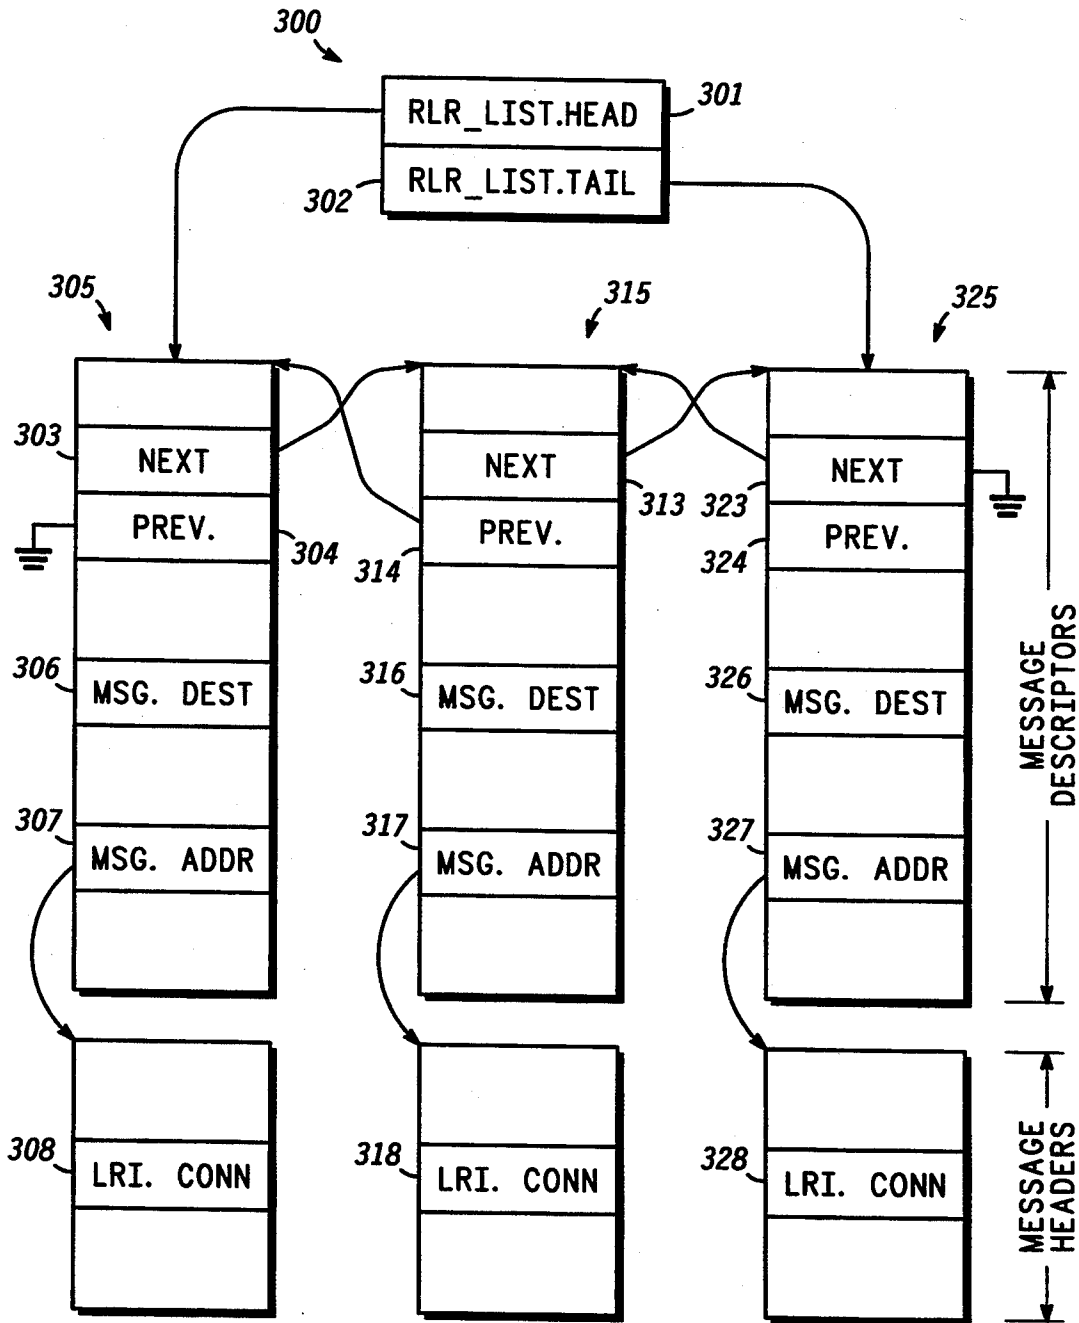 300
RLR_LIST.HEAD
301
302
RLR_LIST.TAIL
305
315
325
303
NEXT
NEXT
313
323
NEXT
PREV.
304
314
PREV.
324
PREV.
306
MSG. DEST
316
MSG. DEST
326
MSG. DEST
MESSAGE
DESCRIPTORS
307
MSG. ADDR
317
MSG. ADDR
327
MSG. ADDR
308
LRI. CONN
318
LRI. CONN
328
LRI. CONN
MESSAGE
HEADERS